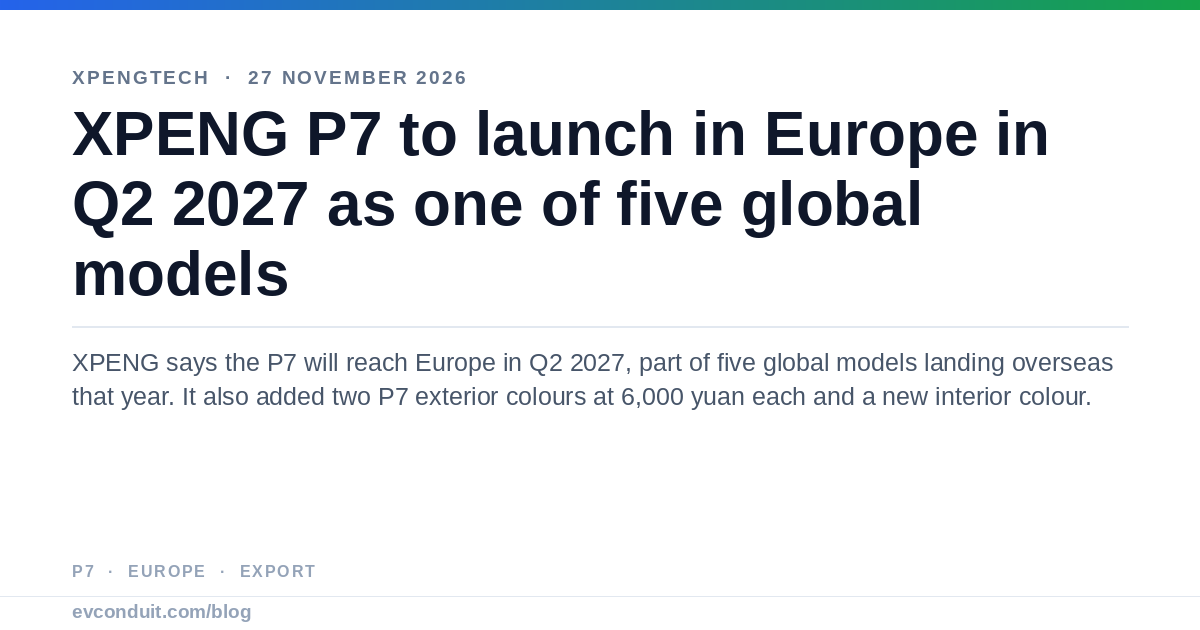 XPENGTECH · 27 NOVEMBER 2026
XPENG P7 to launch in Europe in
Q2 2027 as one of five global
models
XPENG says the P7 will reach Europe in Q2 2027, part of five global models landing overseas
that year. It also added two P7 exterior colours at 6,000 yuan each and a new interior colour.
P7 · EUROPE · EXPORT
evconduit.com/blog